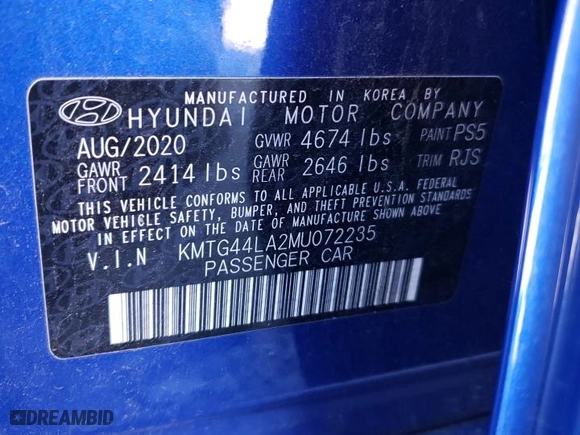 MANUFACTURED IN KOREA BY
HYUNDAI MOTOR COMPANY
AUG/2020 GVWR 4674 lbs PAINT PS5
GAWR FRONT 2414 lbs GAWR REAR 2646 lbs TRIM RJS
THIS VEHICLE CONFORMS TO ALL APPLICABLE U.S.A. FEDERAL
MOTOR VEHICLE SAFETY, BUMPER, AND THEFT PREVENTION STANDARDS
IN EFFECT ON THE DATE OF MANUFACTURE SHOWN ABOVE.
V.I.N KMTG44LA2MU072235
PASSENGER CAR
DREAMBID